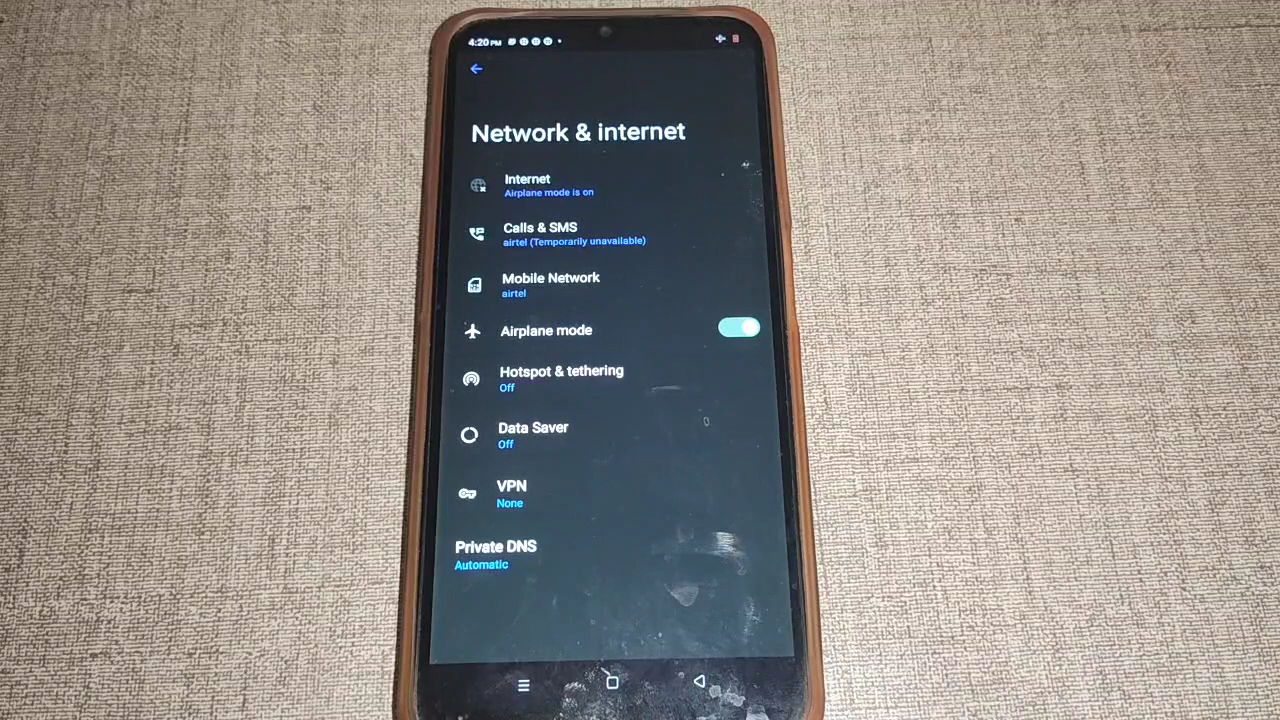 4:20 PM
Network & internet
Internet
Airplane mode is on
Calls & SMS
airtel (Temporarily unavailable)
Mobile Network
airtel
Airplane mode
Hotspot & tethering
Off
Data Saver
Off
VPN
None
Private DNS
Automatic